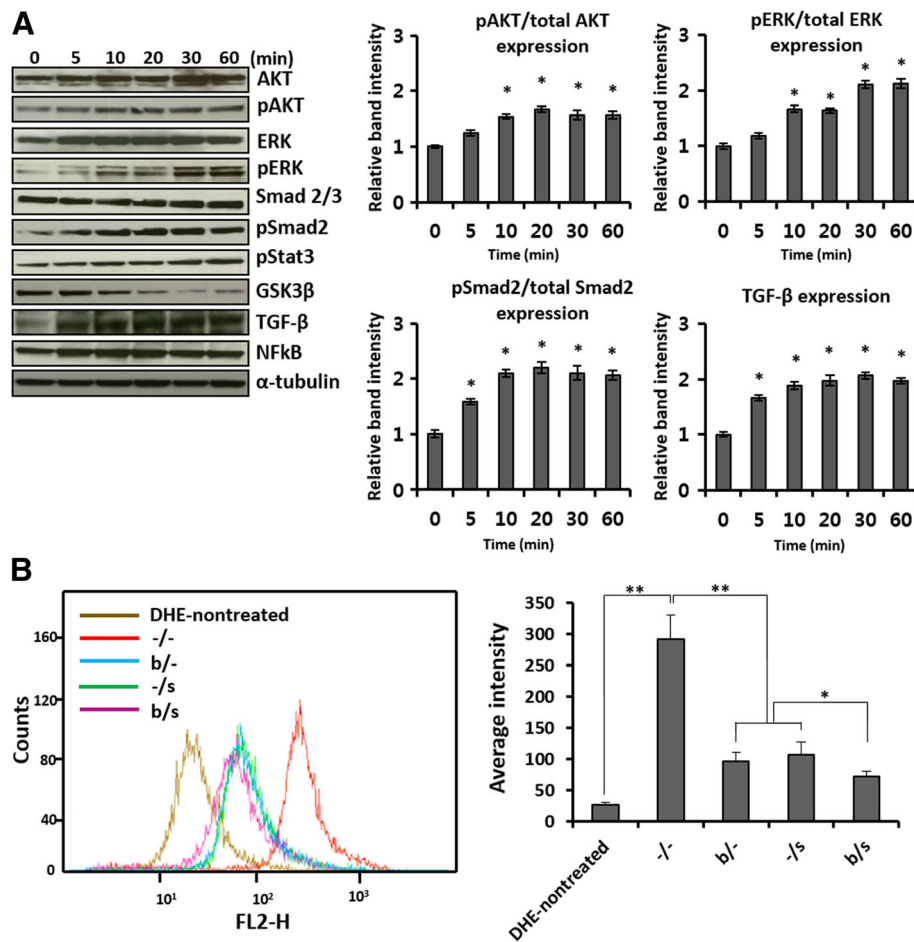 A
0 5 10 20 30 60 (min)
AKT
pAKT
ERK
pERK
Smad 2/3
pSmad2
pStat3
GSK3β
TGF-β
NFkB
α-tubulin
pAKT/total AKT
expression
Relative band intensity
3
2
1
0
* * * *
0 5 10 20 30 60
Time (min)
pERK/total ERK
expression
Relative band intensity
3
2
1
0
* * * *
0 5 10 20 30 60
Time (min)
pSmad2/total Smad2
expression
Relative band intensity
3
2
1
0
* * * * *
0 5 10 20 30 60
Time (min)
TGF-β expression
Relative band intensity
3
2
1
0
* * * * *
0 5 10 20 30 60
Time (min)
B
DHE-nontreated
-/-
b/-
-/s
b/s
Counts
160
120
80
40
0
10¹ 10² 10³
FL2-H
Average intensity
350
300
250
200
150
100
50
0
** **
*
DHE-nontreated -/- b/- -/s b/s